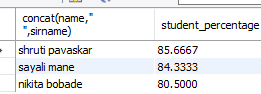 concat(name,"
",sirname) student_percentage
shruti pavaskar 85.6667
sayali mane 84.3333
nikita bobade 80.5000